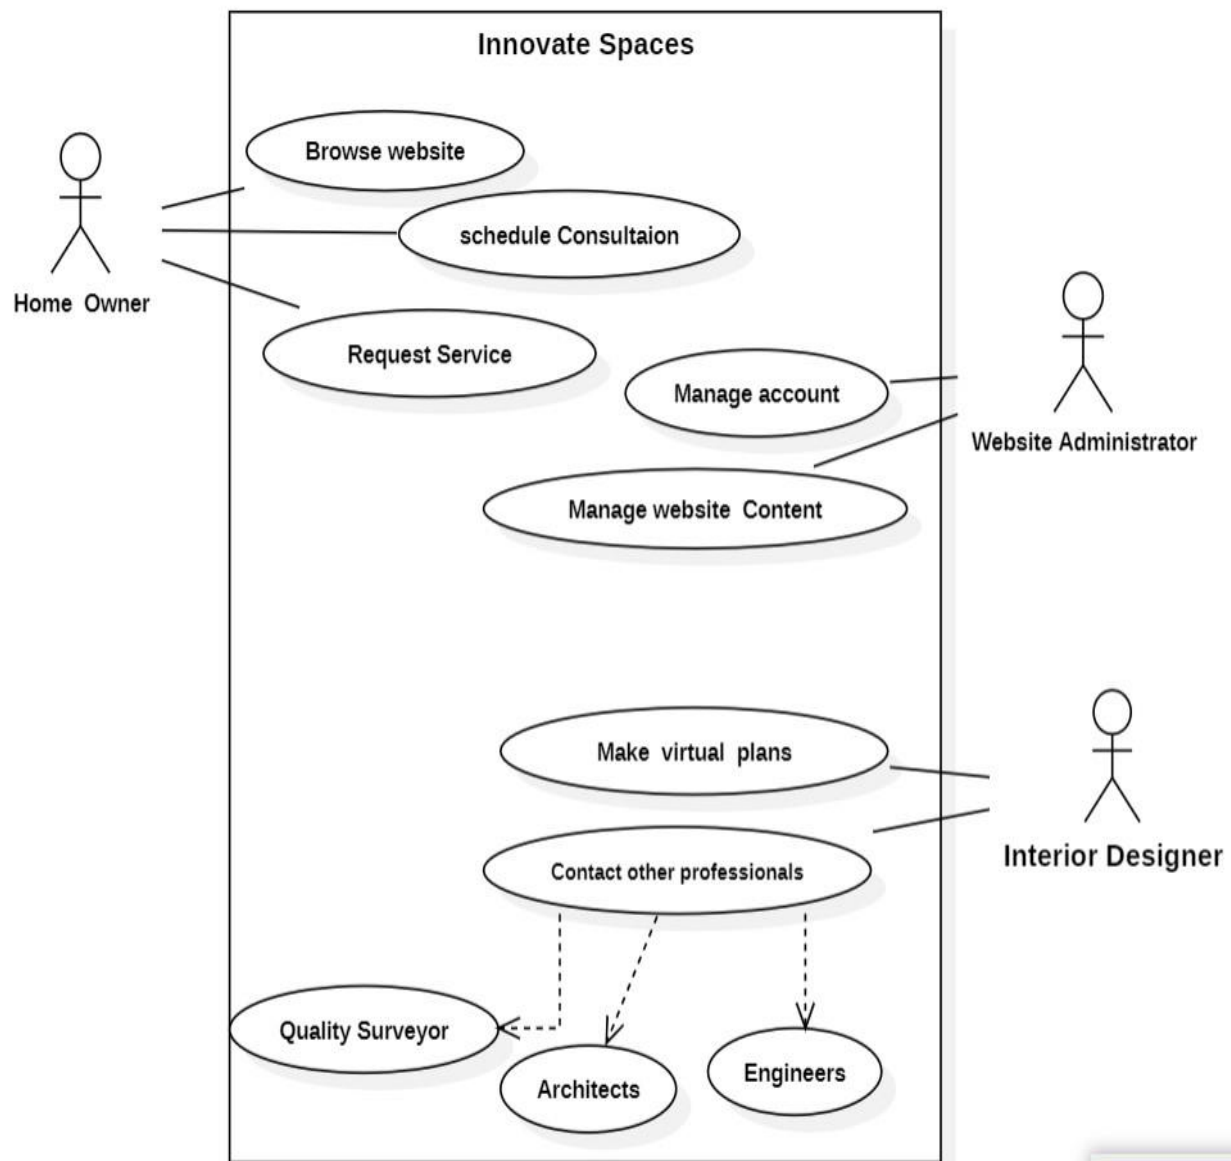 Innovate Spaces
Browse website
schedule Consultaion
Home Owner
Request Service
Manage account
Website Administrator
Manage website Content
Make virtual plans
Interior Designer
Contact other professionals
Quality Surveyor
Architects
Engineers